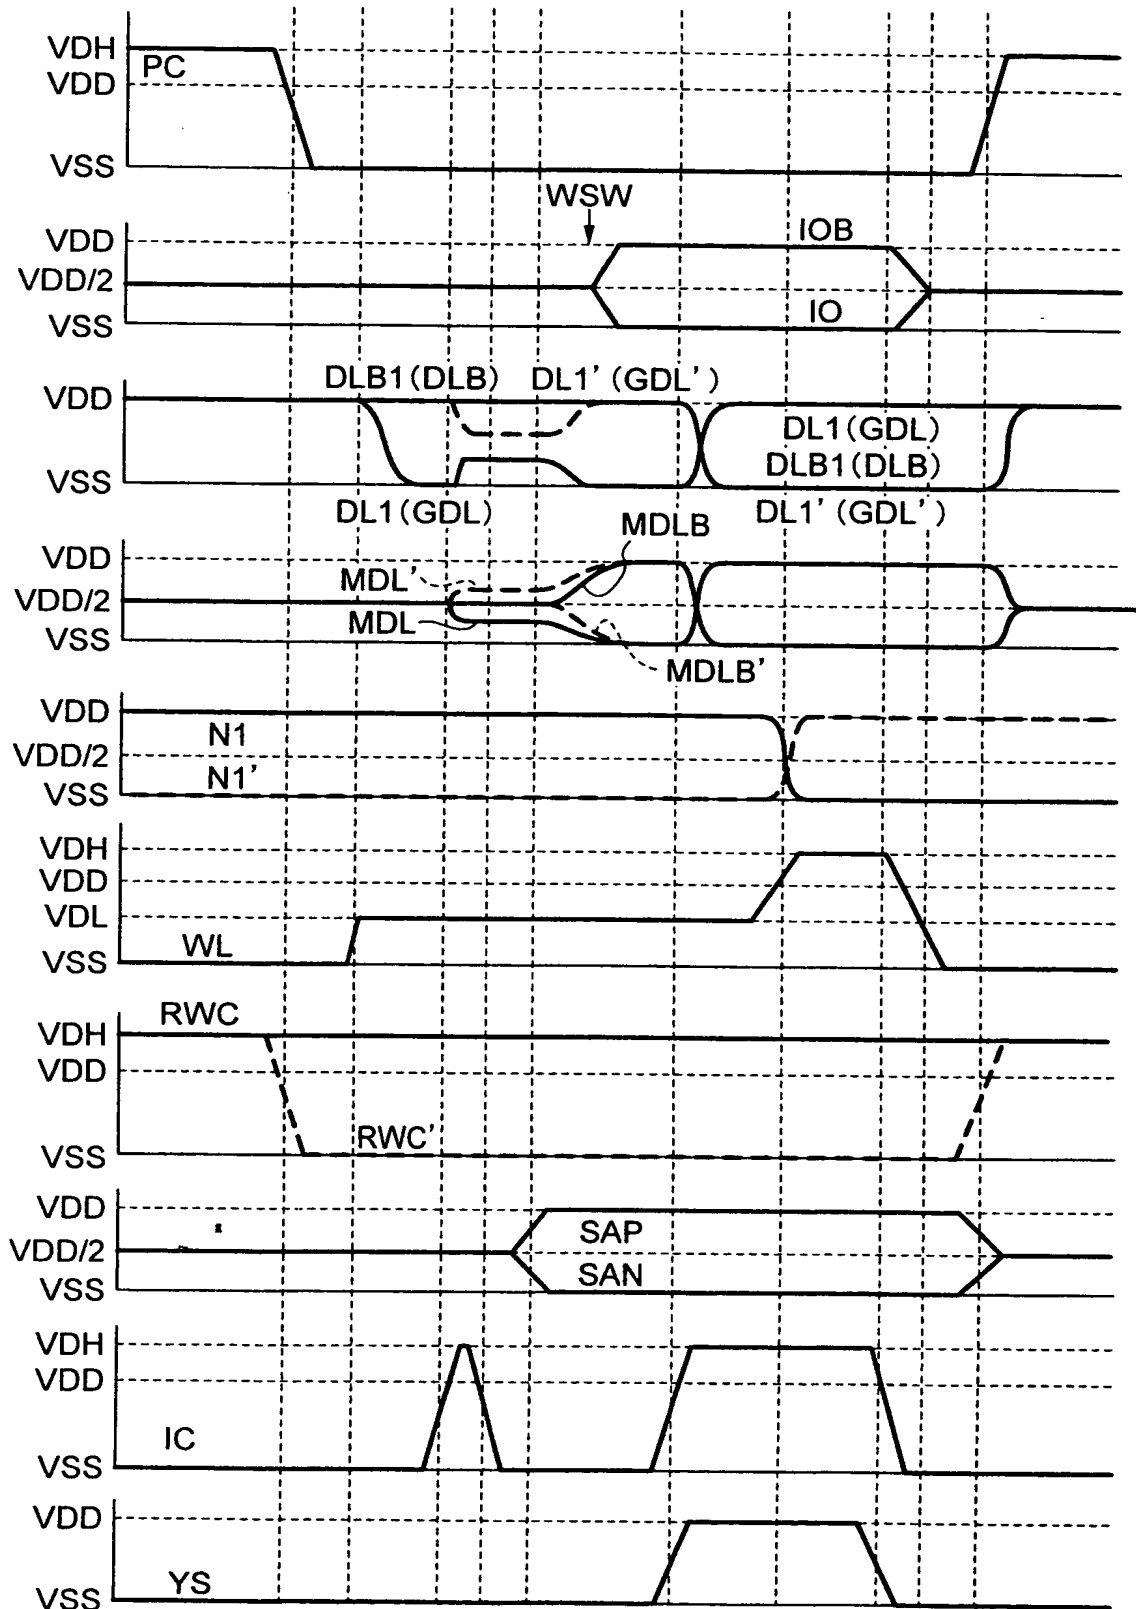 VDH
PC
VDD
VSS
WSW
VDD
IOB
VDD/2
VSS
IO
DLB1(DLB) DL1'(GDL')
VDD
DL1(GDL)
DLB1(DLB)
VSS
DL1(GDL)
DL1'(GDL')
MDLB
VDD
MDL'
VDD/2
MDL
VSS
MDLB'
VDD
N1
VDD/2
N1'
VSS
VDH
VDD
VDL
WL
VSS
RWC
VDH
VDD
RWC'
VSS
VDD
SAP
VDD/2
SAN
VSS
VDH
VDD
IC
VSS
VDD
YS
VSS